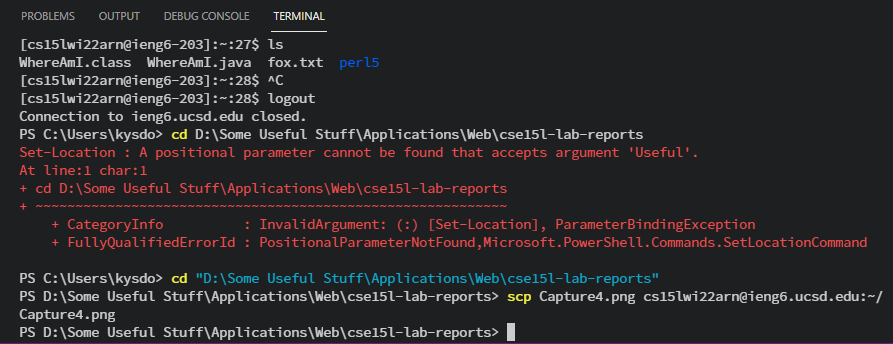 PROBLEMS OUTPUT DEBUG CONSOLE TERMINAL
[cs15lwi22arn@ieng6-203]:~:27$ ls
WhereAmI.class  WhereAmI.java  fox.txt  perl5
[cs15lwi22arn@ieng6-203]:~:28$ ^C
[cs15lwi22arn@ieng6-203]:~:28$ logout
Connection to ieng6.ucsd.edu closed.
PS C:\Users\kysdo> cd D:\Some Useful Stuff\Applications\Web\cse15l-lab-reports
Set-Location : A positional parameter cannot be found that accepts argument 'Useful'.
At line:1 char:1
+ cd D:\Some Useful Stuff\Applications\Web\cse15l-lab-reports
+ ~~~~~~~~~~~~~~~~~~~~~~~~~~~~~~~~~~~~~~~~~~~~~~~~~~~~~~~~~~~
    + CategoryInfo          : InvalidArgument: (:) [Set-Location], ParameterBindingException
    + FullyQualifiedErrorId : PositionalParameterNotFound,Microsoft.PowerShell.Commands.SetLocationCommand
PS C:\Users\kysdo> cd "D:\Some Useful Stuff\Applications\Web\cse15l-lab-reports"
PS D:\Some Useful Stuff\Applications\Web\cse15l-lab-reports> scp Capture4.png cs15lwi22arn@ieng6.ucsd.edu:~/
Capture4.png
PS D:\Some Useful Stuff\Applications\Web\cse15l-lab-reports>